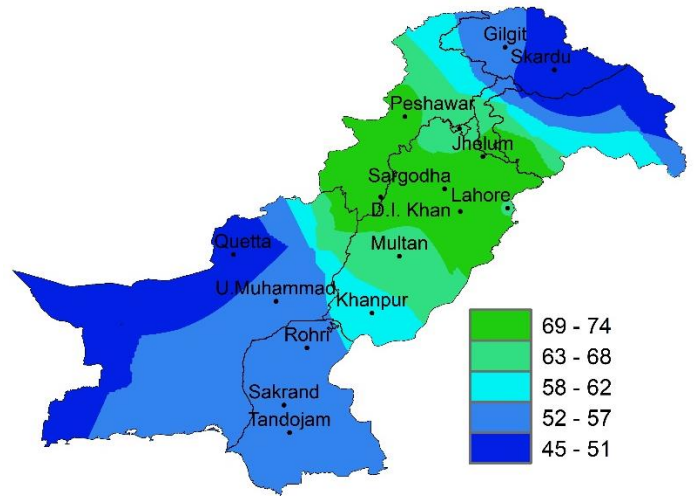 Gilgit
Skardu
Peshawar
Jhelum
Sargodha
Lahore
D.I. Khan
Quetta
Multan
U.Muhammad
Khanpur
Rohri
Sakrand
Tandojam
69 - 74
63 - 68
58 - 62
52 - 57
45 - 51